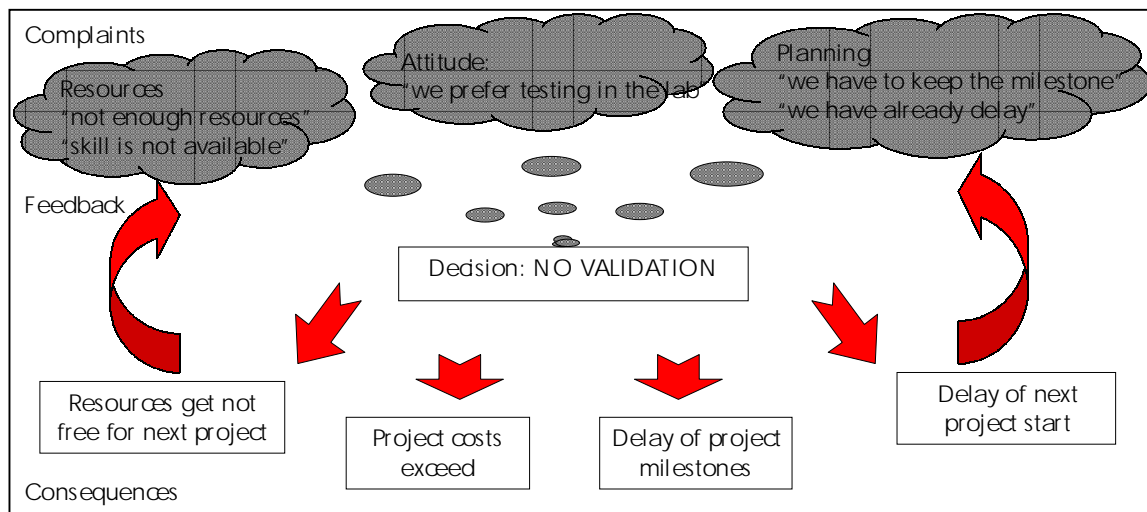 Complaints
Resources
"not enough resources"
"skill is not available"
Attitude:
"we prefer testing in the lab"
Planning
"we have to keep the milestone"
"we have already delay"
Feedback
Decision: NO VALIDATION
Resources get not
free for next project
Project costs
exceed
Delay of project
milestones
Delay of next
project start
Consequences